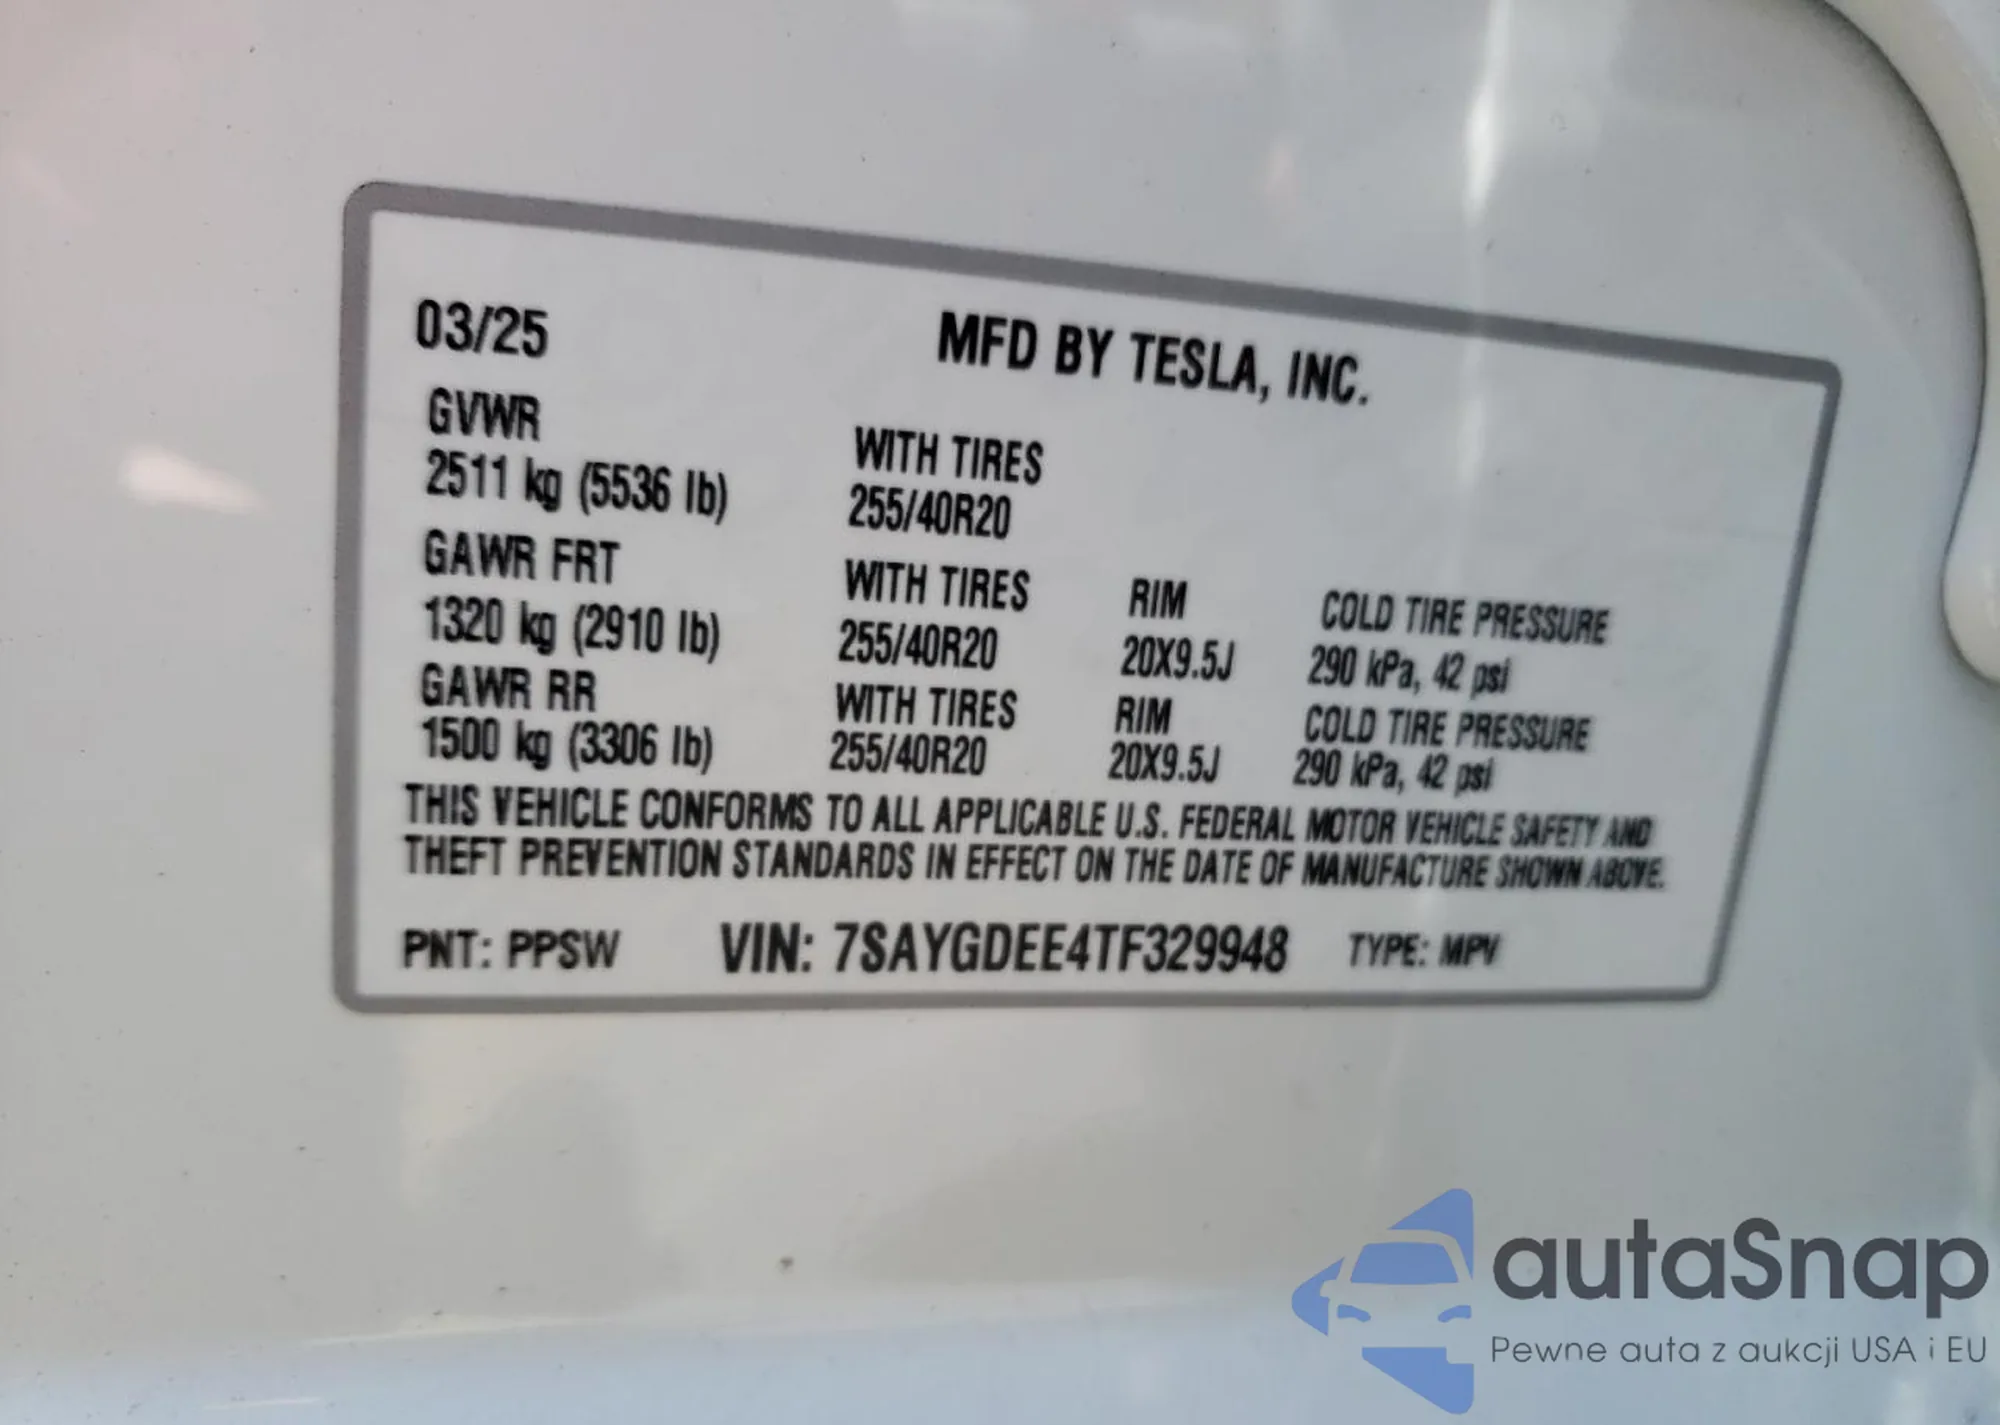 03/25 MFD BY TESLA, INC.
GVWR WITH TIRES
2511 kg (5536 lb) 255/40R20
GAWR FRT WITH TIRES RIM COLD TIRE PRESSURE
1320 kg (2910 lb) 255/40R20 20X9.5J 290 kPa, 42 psi
GAWR RR WITH TIRES RIM COLD TIRE PRESSURE
1500 kg (3306 lb) 255/40R20 20X9.5J 290 kPa, 42 psi
THIS VEHICLE CONFORMS TO ALL APPLICABLE U.S. FEDERAL MOTOR VEHICLE SAFETY AND
THEFT PREVENTION STANDARDS IN EFFECT ON THE DATE OF MANUFACTURE SHOWN ABOVE.
PNT: PPSW VIN: 7SAYGDEE4TF329948 TYPE: MPV
autaSnap
Pewne auta z aukcji USA i EU